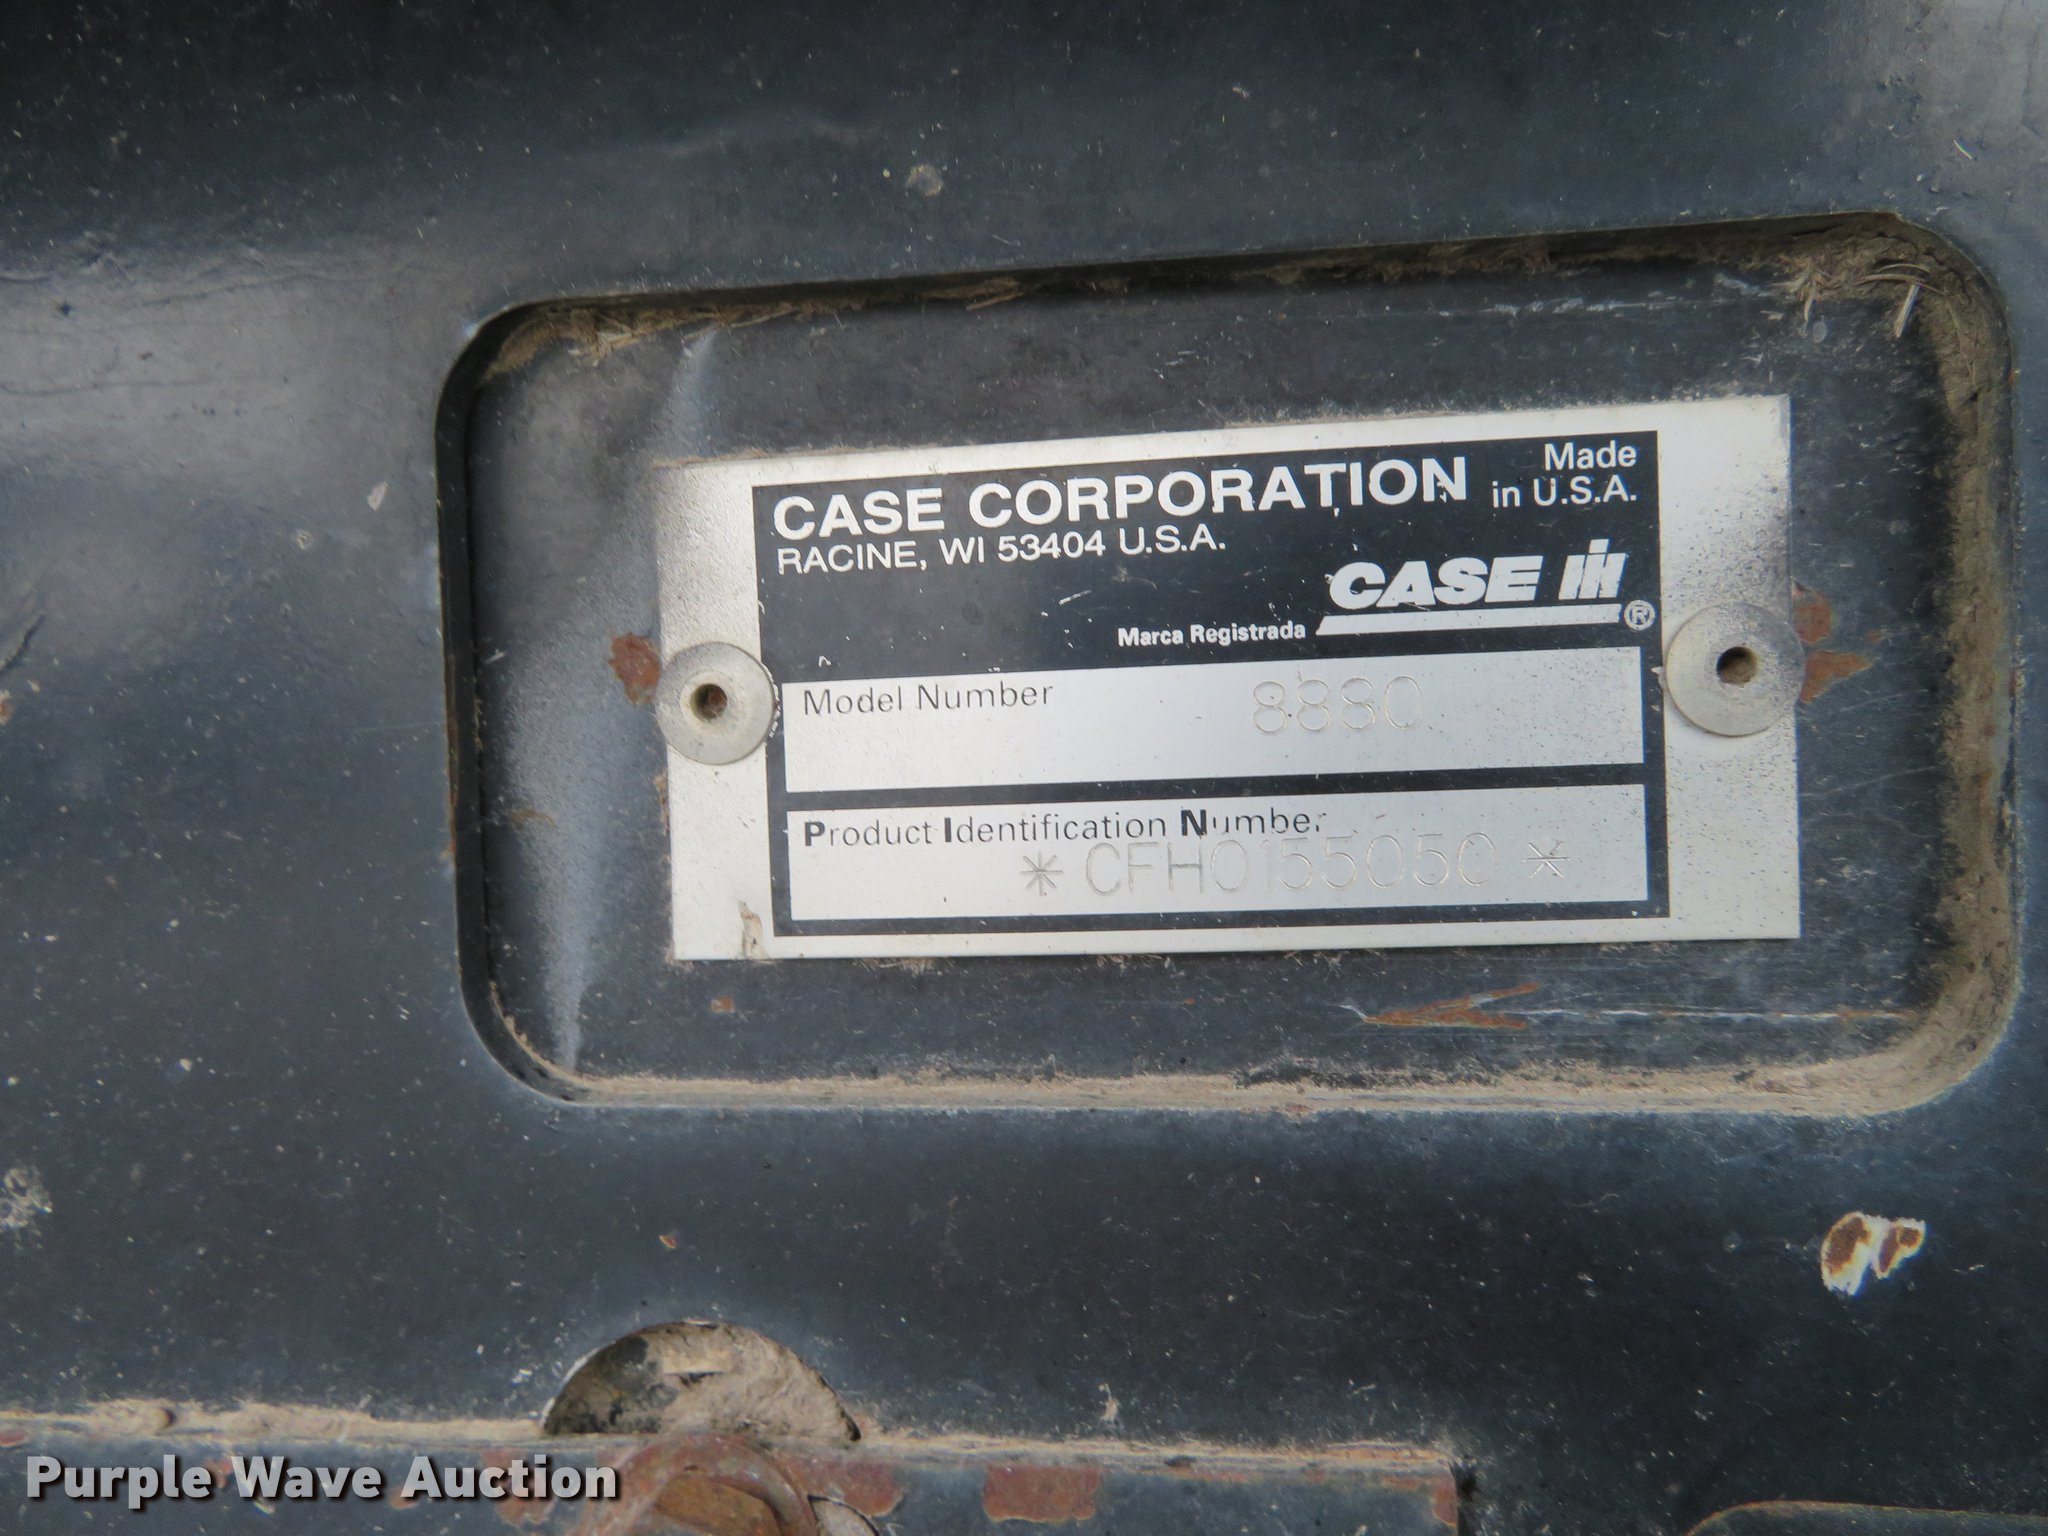 CASE CORPORATION
Made
in U.S.A.
RACINE, WI 53404 U.S.A.
CASE IH
Marca Registrada ®
Model Number 8880
Product Identification Number
* CFH0155050 *
Purple Wave Auction